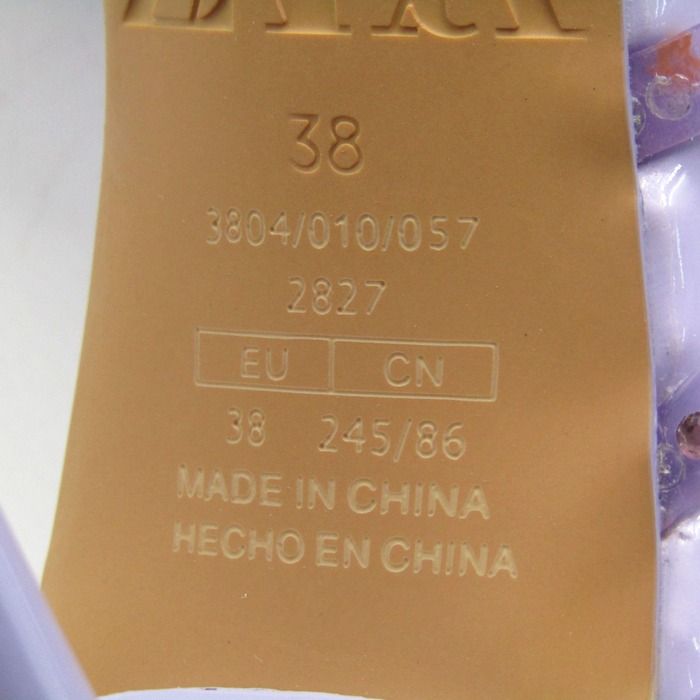 38
3804/010/057
2827
EU CN
38 245/86
MADE IN CHINA
HECHO EN CHINA